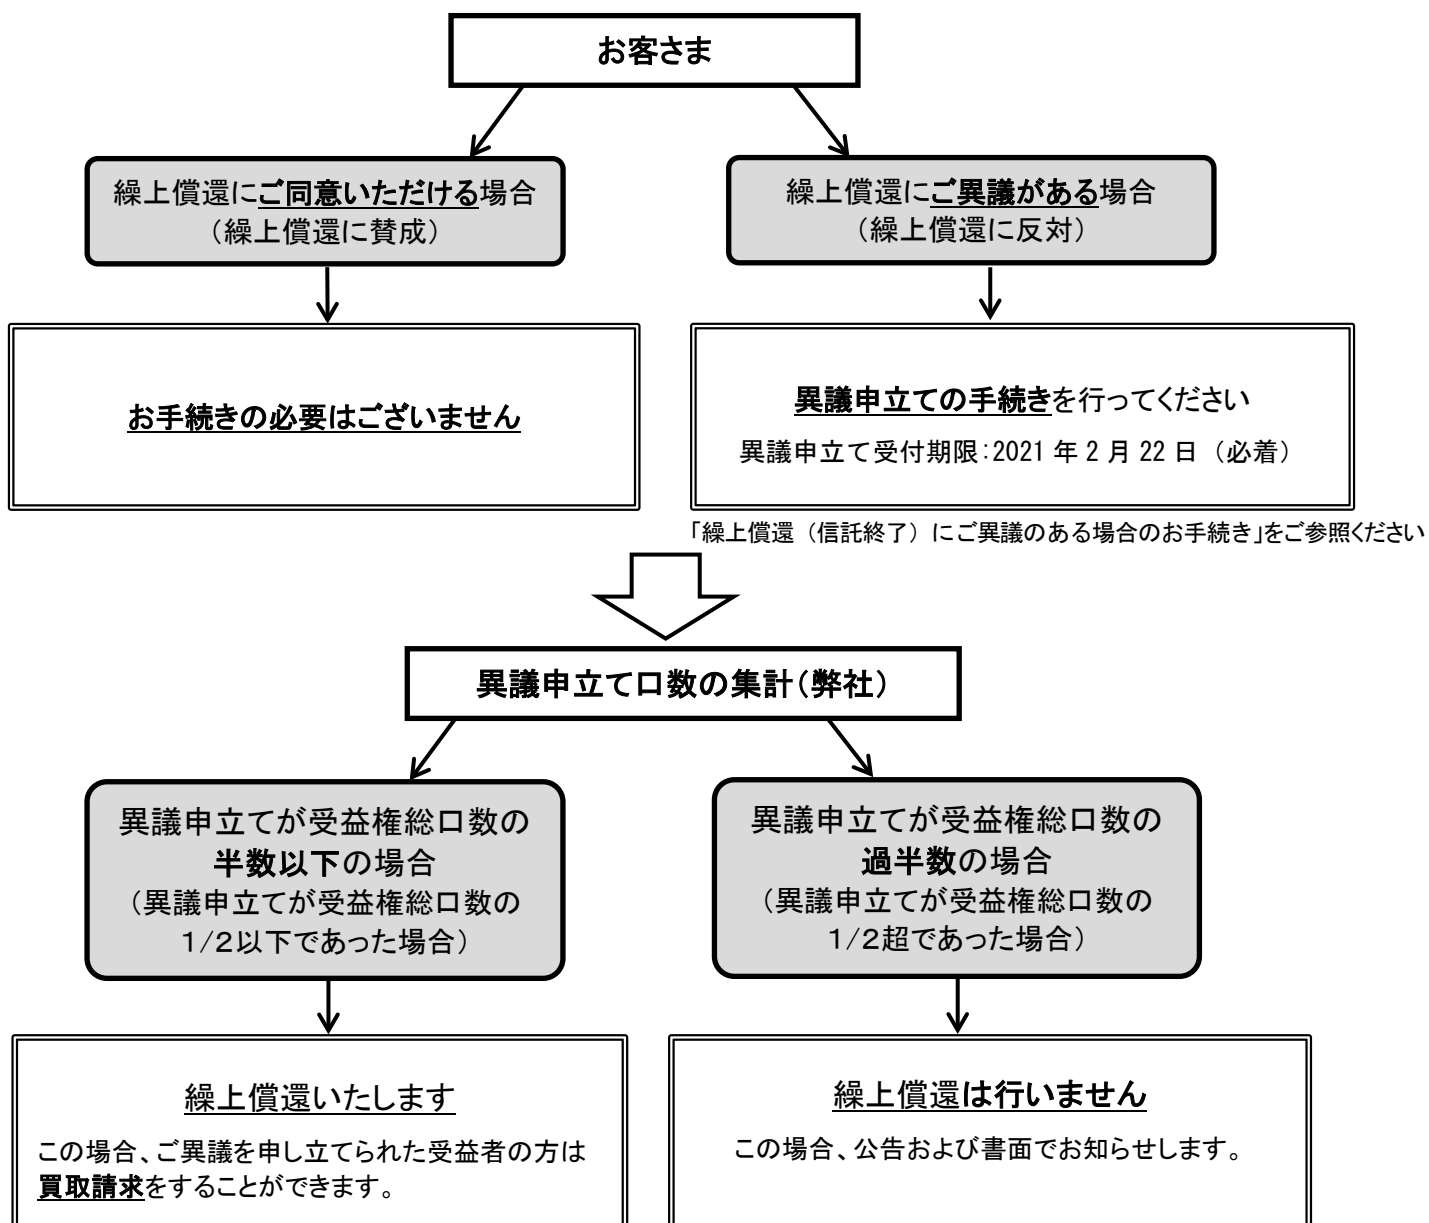 お客さま
繰上償還にご同意いただける場合
（繰上償還に賛成）
繰上償還にご異議がある場合
（繰上償還に反対）
お手続きの必要はございません
異議申立ての手続きを行ってください
異議申立て受付期限：2021 年 2 月 22 日 （必着）
「繰上償還（信託終了）にご異議のある場合のお手続き」をご参照ください
異議申立て口数の集計（弊社）
異議申立てが受益権総口数の
半数以下の場合
（異議申立てが受益権総口数の
１/２以下であった場合）
異議申立てが受益権総口数の
過半数の場合
（異議申立てが受益権総口数の
１/２超であった場合）
繰上償還いたします
この場合、ご異議を申し立てられた受益者の方は
買取請求をすることができます。
繰上償還は行いません
この場合、公告および書面でお知らせします。